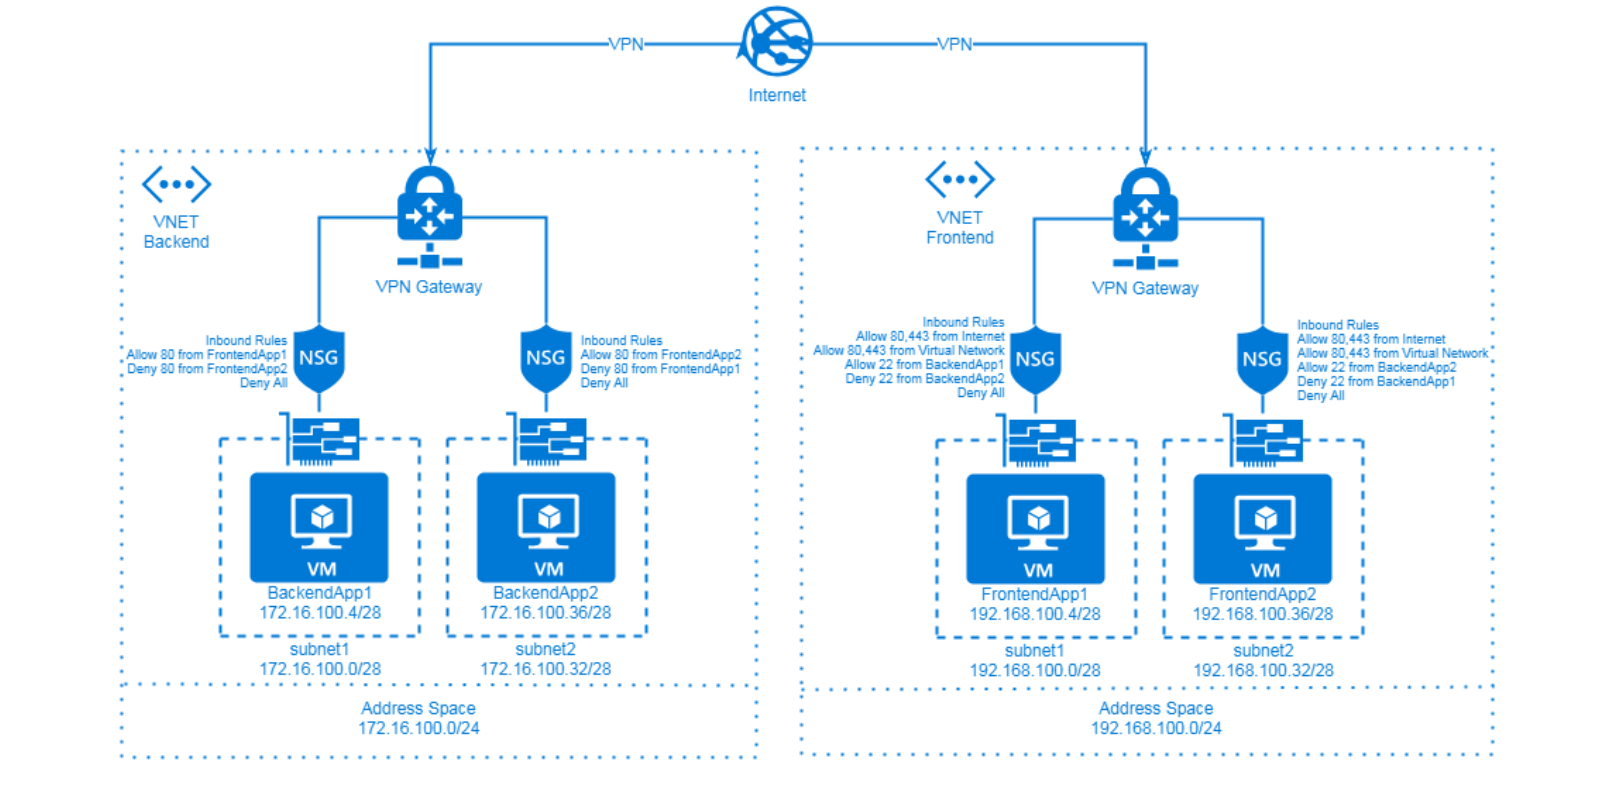 VPN
VPN
Internet
VNET
Backend
VPN Gateway
Inbound Rules
Allow 80 from FrontendApp1
Deny 80 from FrontendApp2
Deny All
NSG
NSG
Inbound Rules
Allow 80 from FrontendApp2
Deny 80 from FrontendApp1
Deny All
VM
BackendApp1
172.16.100.4/28
subnet1
172.16.100.0/28
VM
BackendApp2
172.16.100.36/28
subnet2
172.16.100.32/28
Address Space
172.16.100.0/24
VNET
Frontend
VPN Gateway
Inbound Rules
Allow 80,443 from Internet
Allow 80,443 from Virtual Network
Allow 22 from BackendApp1
Deny 22 from BackendApp2
Deny All
NSG
NSG
Inbound Rules
Allow 80,443 from Internet
Allow 80,443 from Virtual Network
Allow 22 from BackendApp2
Deny 22 from BackendApp1
Deny All
VM
FrontendApp1
192.168.100.4/28
subnet1
192.168.100.0/28
VM
FrontendApp2
192.168.100.36/28
subnet2
192.168.100.32/28
Address Space
192.168.100.0/24